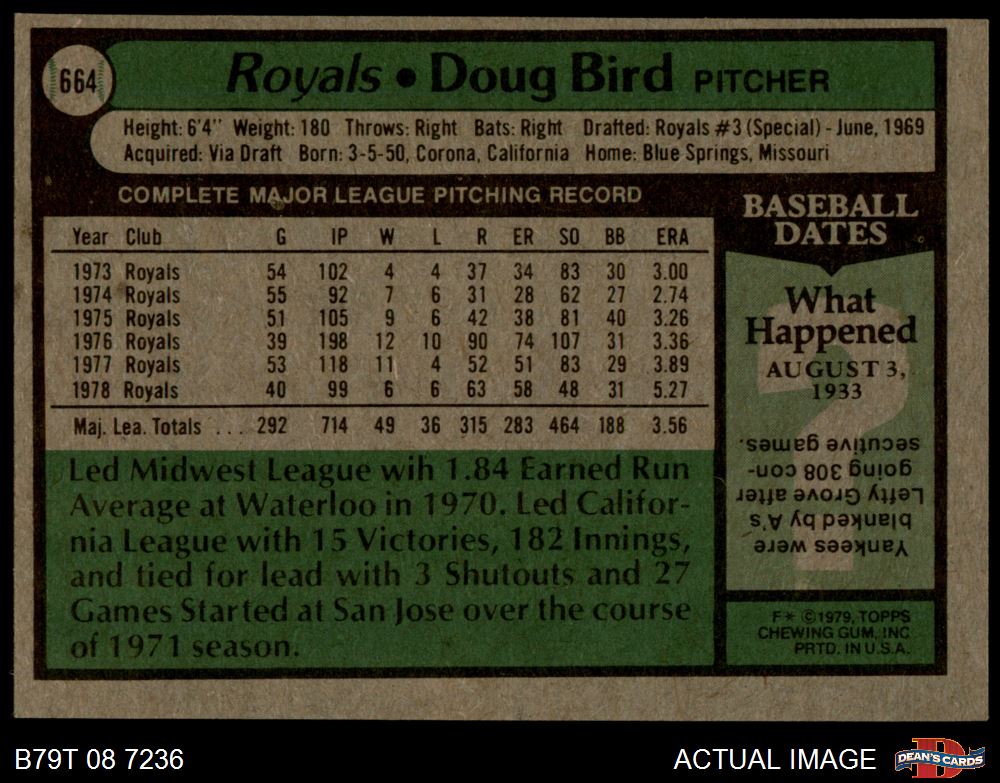 664
Royals • Doug Bird PITCHER
Height: 6'4" Weight: 180 Throws: Right Bats: Right Drafted: Royals #3 (Special) - June, 1969
Acquired: Via Draft Born: 3-5-50, Corona, California Home: Blue Springs, Missouri
COMPLETE MAJOR LEAGUE PITCHING RECORD
Year Club G IP W L R ER SO BB ERA
1973 Royals 54 102 4 4 37 34 83 30 3.00
1974 Royals 55 92 7 6 31 28 62 27 2.74
1975 Royals 51 105 9 6 42 38 81 40 3.26
1976 Royals 39 198 12 10 90 74 107 31 3.36
1977 Royals 53 118 11 4 52 51 83 29 3.89
1978 Royals 40 99 6 6 63 58 48 31 5.27
Maj. Lea. Totals ... 292 714 49 36 315 283 464 188 3.56
Led Midwest League wih 1.84 Earned Run
Average at Waterloo in 1970. Led Califor-
nia League with 15 Victories, 182 Innings,
and tied for lead with 3 Shutouts and 27
Games Started at San Jose over the course
of 1971 season.
BASEBALL
DATES
What
Happened
AUGUST 3,
1933
Yankees were
blanked by A's
Lefty Grove after
going 308 con-
secutive games.
F* ©1979, TOPPS
CHEWING GUM, INC
PRTD. IN U.S.A.
B79T 08 7236
ACTUAL IMAGE
D
DEAN'S CARDS